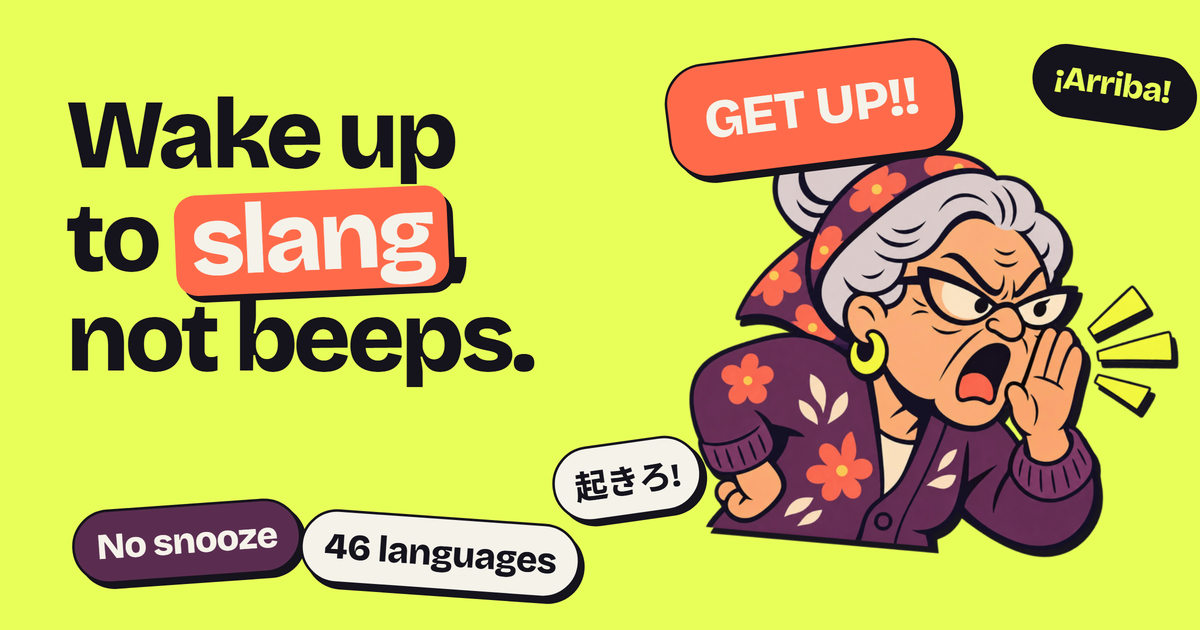 Wake up
to slang,
not beeps.
GET UP!!
¡Arriba!
起きろ!
No snooze
46 languages